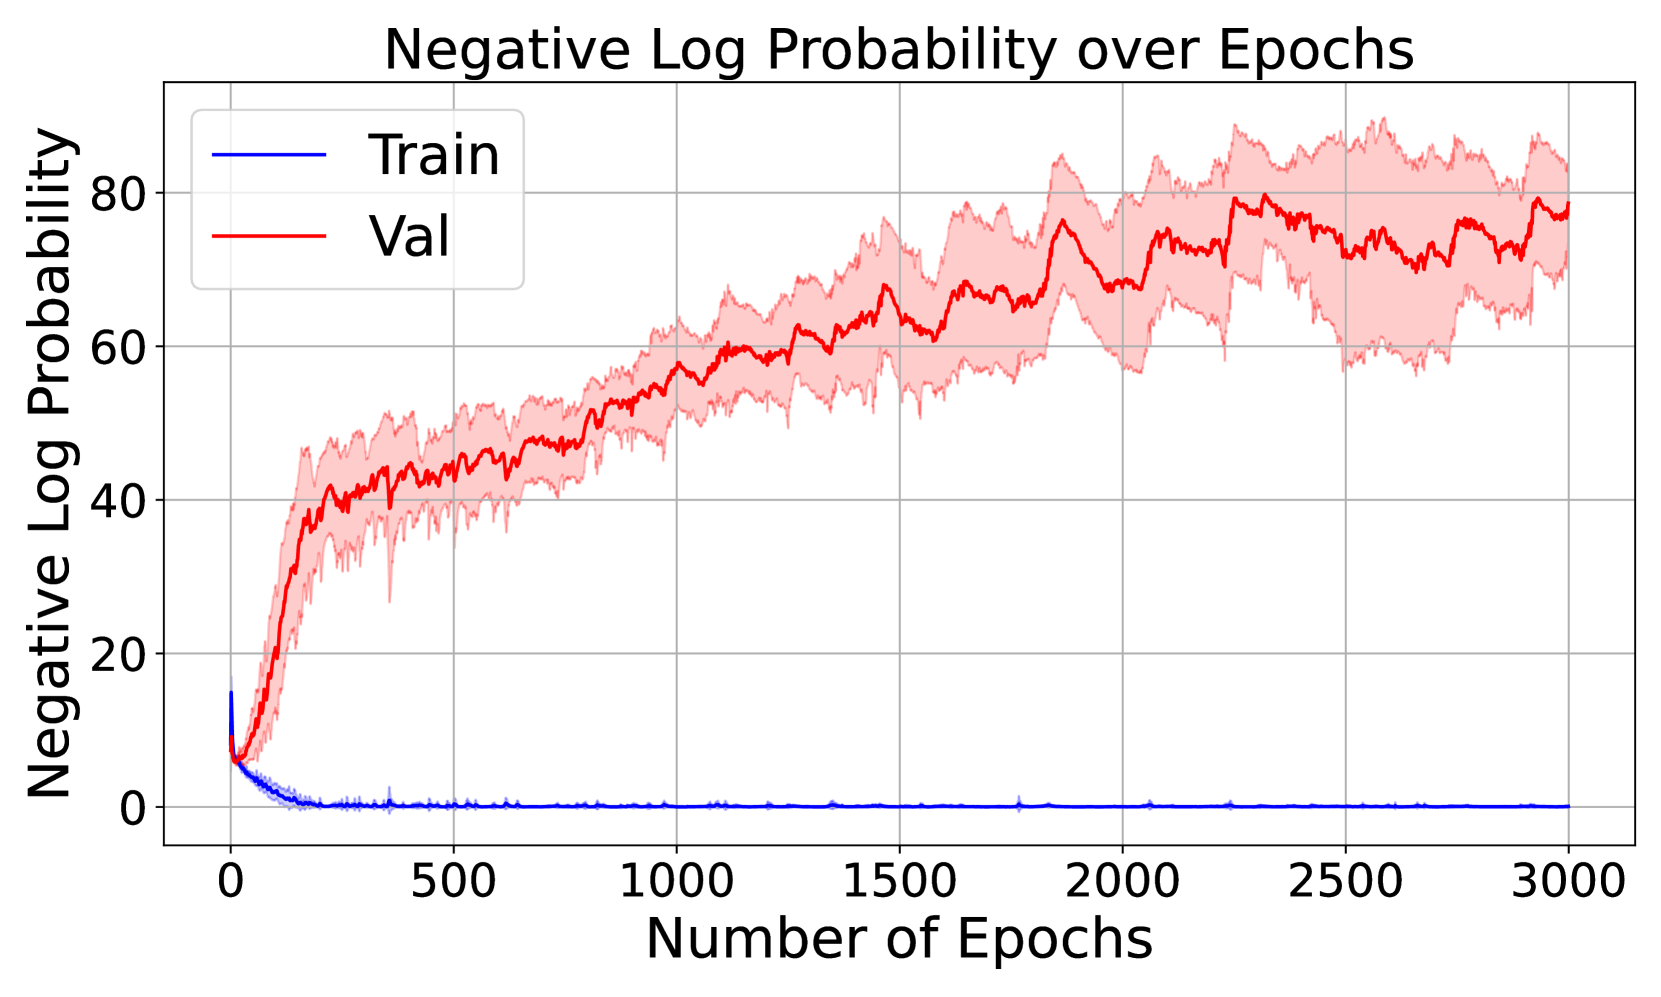 Negative Log Probability over Epochs
Train
Val
Negative Log Probability
80
60
40
20
0
0 500 1000 1500 2000 2500 3000
Number of Epochs